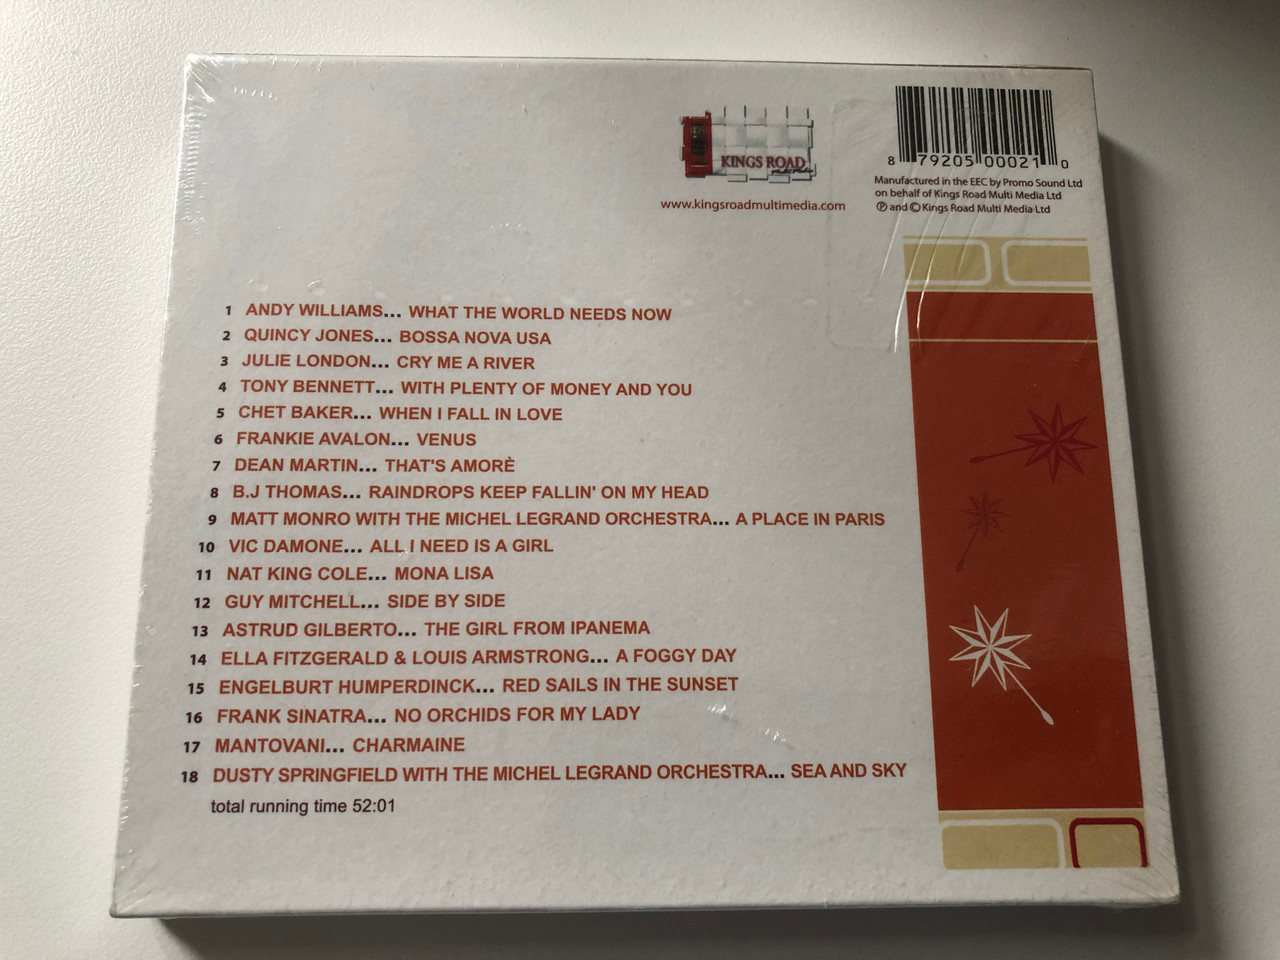 KINGS ROAD
www.kingsroadmultimedia.com
8 79205 00021 0
Manufactured in the EEC by Promo Sound Ltd
on behalf of Kings Road Multi Media Ltd
℗ and © Kings Road Multi Media Ltd
1 ANDY WILLIAMS... WHAT THE WORLD NEEDS NOW
2 QUINCY JONES... BOSSA NOVA USA
3 JULIE LONDON... CRY ME A RIVER
4 TONY BENNETT... WITH PLENTY OF MONEY AND YOU
5 CHET BAKER... WHEN I FALL IN LOVE
6 FRANKIE AVALON... VENUS
7 DEAN MARTIN... THAT'S AMORÈ
8 B.J THOMAS... RAINDROPS KEEP FALLIN' ON MY HEAD
9 MATT MONRO WITH THE MICHEL LEGRAND ORCHESTRA... A PLACE IN PARIS
10 VIC DAMONE... ALL I NEED IS A GIRL
11 NAT KING COLE... MONA LISA
12 GUY MITCHELL... SIDE BY SIDE
13 ASTRUD GILBERTO... THE GIRL FROM IPANEMA
14 ELLA FITZGERALD & LOUIS ARMSTRONG... A FOGGY DAY
15 ENGELBURT HUMPERDINCK... RED SAILS IN THE SUNSET
16 FRANK SINATRA... NO ORCHIDS FOR MY LADY
17 MANTOVANI... CHARMAINE
18 DUSTY SPRINGFIELD WITH THE MICHEL LEGRAND ORCHESTRA... SEA AND SKY
total running time 52:01